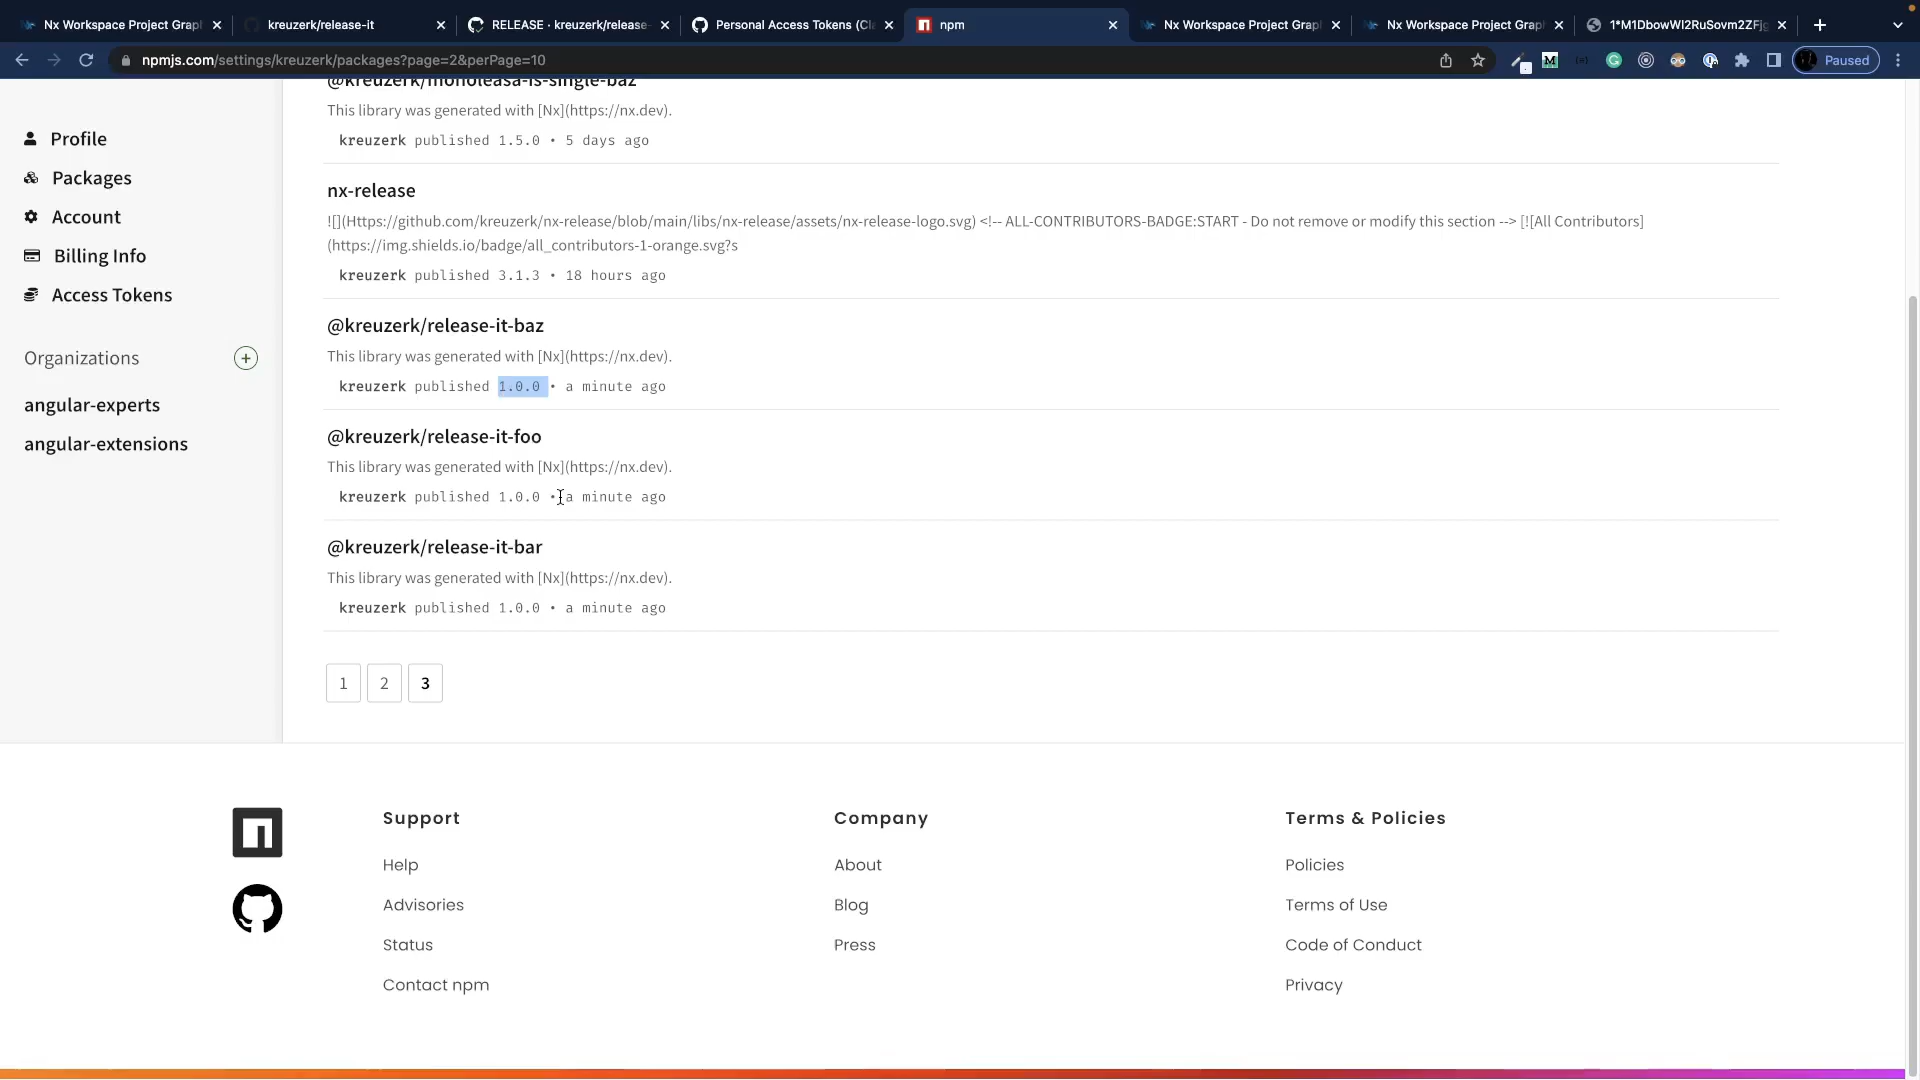 Nx Workspace Project Grap
kreuzerk/release-it
RELEASE · kreuzerk/release-
Personal Access Tokens (Cla
npm
Nx Workspace Project Grap
Nx Workspace Project Grap
npmjs.com/settings/kreuzerk/packages?page=2&perPage=10
Paused
Profile
Packages
Account
Billing Info
Access Tokens
Organizations
angular-experts
angular-extensions
@kreuzerk/monoleasa-is-single-baz
This library was generated with [Nx](https://nx.dev).
kreuzerk published 1.5.0 • 5 days ago
nx-release
![](Https://github.com/kreuzerk/nx-release/blob/main/libs/nx-release/assets/nx-release-logo.svg) <!-- ALL-CONTRIBUTORS-BADGE:START - Do not remove or modify this section --> [![All Contributors]
(https://img.shields.io/badge/all_contributors-1-orange.svg?s
kreuzerk published 3.1.3 • 18 hours ago
@kreuzerk/release-it-baz
This library was generated with [Nx](https://nx.dev).
kreuzerk published 1.0.0 • a minute ago
@kreuzerk/release-it-foo
This library was generated with [Nx](https://nx.dev).
kreuzerk published 1.0.0 • a minute ago
@kreuzerk/release-it-bar
This library was generated with [Nx](https://nx.dev).
kreuzerk published 1.0.0 • a minute ago
1 2 3
Support
Help
Advisories
Status
Contact npm
Company
About
Blog
Press
Terms & Policies
Policies
Terms of Use
Code of Conduct
Privacy